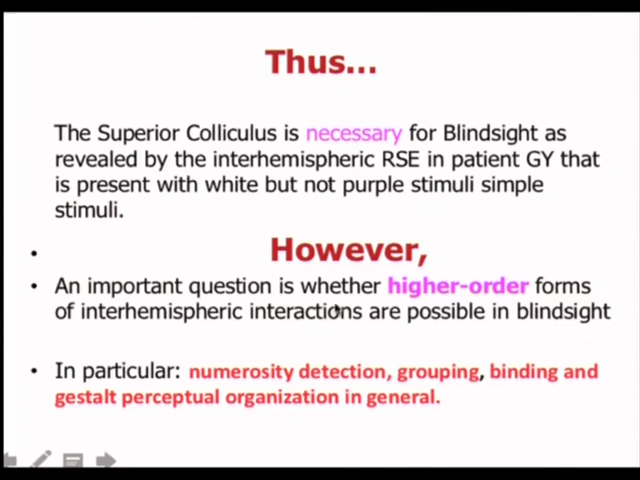 Thus...
The Superior Colliculus is necessary for Blindsight as
revealed by the interhemispheric RSE in patient GY that
is present with white but not purple stimuli simple
stimuli.
• However,
• An important question is whether higher-order forms
of interhemispheric interactions are possible in blindsight
• In particular: numerosity detection, grouping, binding and
gestalt perceptual organization in general.